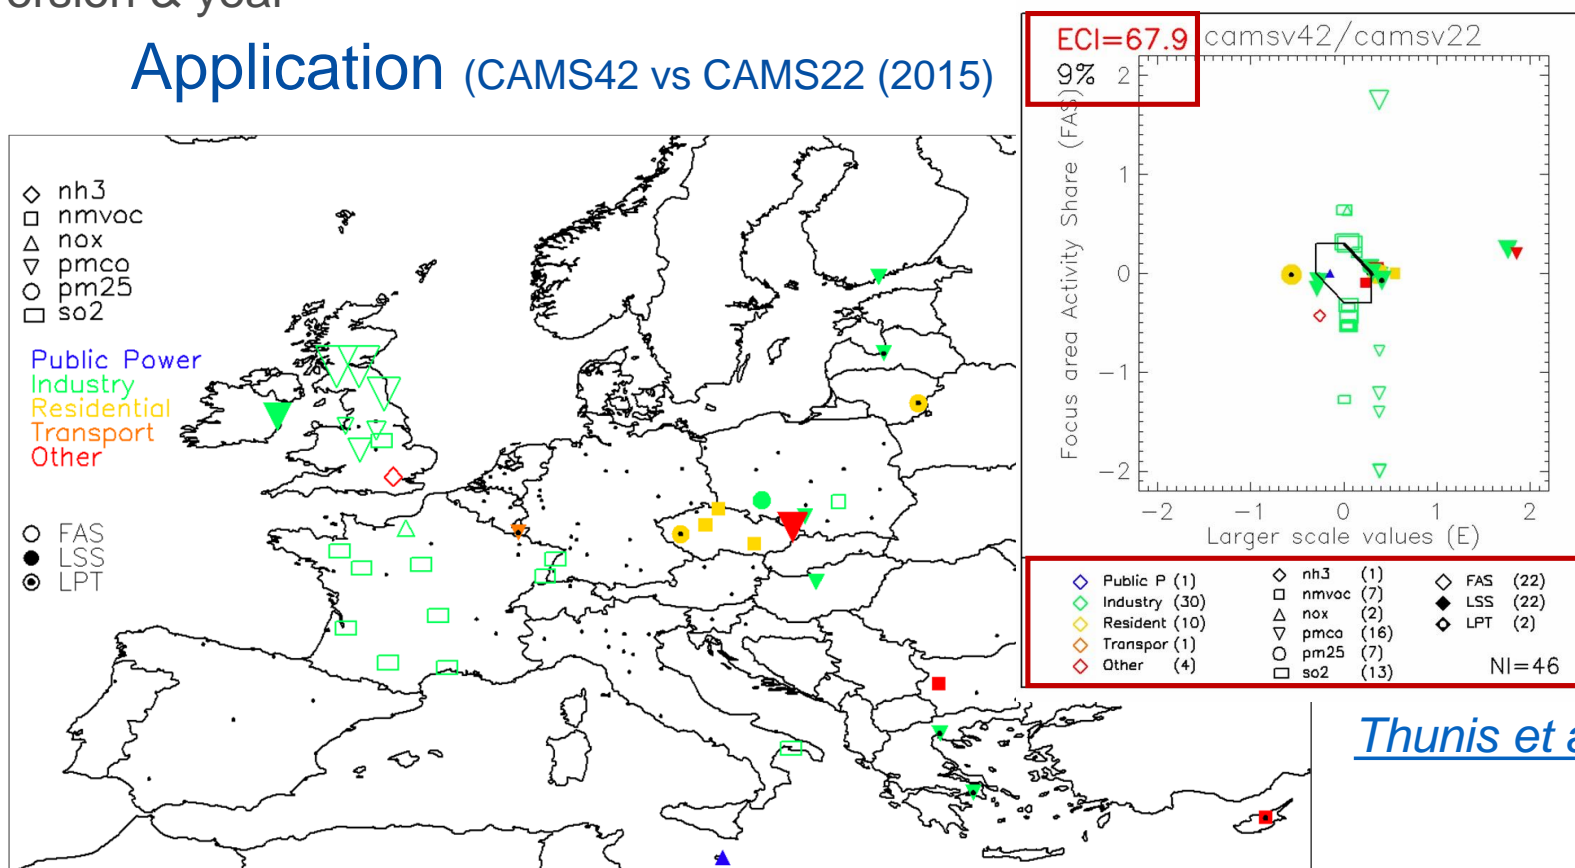 ersion & year
Application (CAMS42 vs CAMS22 (2015)
nh3
nmvoc
nox
pmco
pm25
so2
Public Power
Industry
Residential
Transport
Other
FAS
LSS
LPT
ECI=67.9
9%
camsv42/camsv22
Focus area Activity Share (FAS)
2
1
0
−1
−2
−2
−1
0
1
2
Larger scale values (E)
Public P (1)
Industry (30)
Resident (10)
Transpor (1)
Other (4)
nh3 (1)
nmvoc (7)
nox (2)
pmco (16)
pm25 (7)
so2 (13)
FAS (22)
LSS (22)
LPT (2)
NI=46
Thunis et a